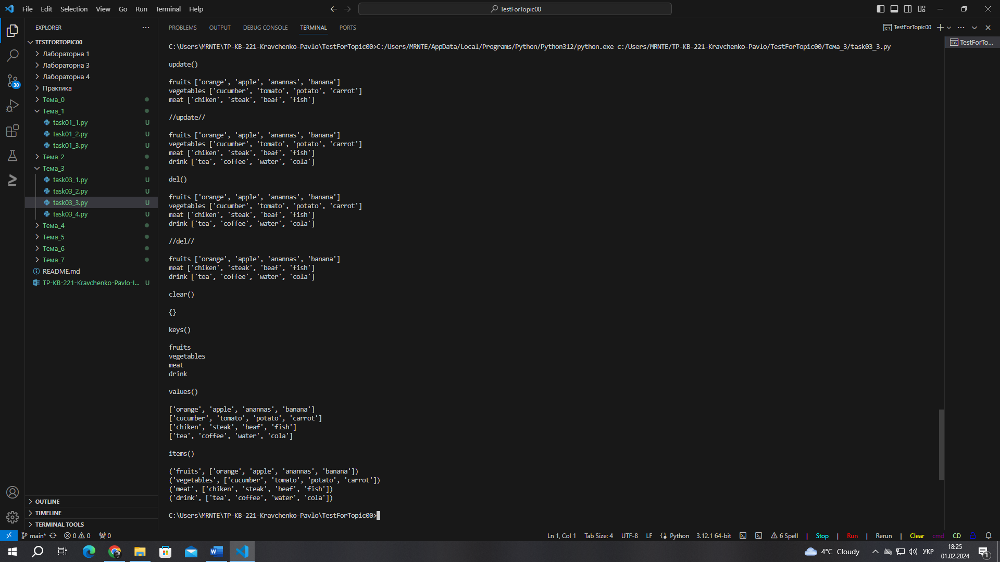 File Edit Selection View Go Run Terminal Help
TestForTopic00
EXPLORER
TESTFORTOPIC00
Лабораторна 1
Лабораторна 3
Лабораторна 4
30
Практика
Тема_0
Тема_1
task01_1.py U
task01_2.py U
task01_3.py U
Тема_2
Тема_3
task03_1.py U
task03_2.py U
task03_3.py U
task03_4.py U
Тема_4
Тема_5
Тема_6
Тема_7
README.md
TP-KB-221-Kravchenko-Pavlo-I... U
OUTLINE
TIMELINE
TERMINAL TOOLS
PROBLEMS OUTPUT DEBUG CONSOLE TERMINAL PORTS
TestForTopic00
TestForTo...
C:\Users\MRNTE\TP-KB-221-Kravchenko-Pavlo\TestForTopic00>C:/Users/MRNTE/AppData/Local/Programs/Python/Python312/python.exe c:/Users/MRNTE/TP-KB-221-Kravchenko-Pavlo/TestForTopic00/Тема_3/task03_3.py
update()
fruits ['orange', 'apple', 'anannas', 'banana']
vegetables ['cucumber', 'tomato', 'potato', 'carrot']
meat ['chiken', 'steak', 'beaf', 'fish']
//update//
fruits ['orange', 'apple', 'anannas', 'banana']
vegetables ['cucumber', 'tomato', 'potato', 'carrot']
meat ['chiken', 'steak', 'beaf', 'fish']
drink ['tea', 'coffee', 'water', 'cola']
del()
fruits ['orange', 'apple', 'anannas', 'banana']
vegetables ['cucumber', 'tomato', 'potato', 'carrot']
meat ['chiken', 'steak', 'beaf', 'fish']
drink ['tea', 'coffee', 'water', 'cola']
//del//
fruits ['orange', 'apple', 'anannas', 'banana']
meat ['chiken', 'steak', 'beaf', 'fish']
drink ['tea', 'coffee', 'water', 'cola']
clear()
{}
keys()
fruits
vegetables
meat
drink
values()
['orange', 'apple', 'anannas', 'banana']
['cucumber', 'tomato', 'potato', 'carrot']
['chiken', 'steak', 'beaf', 'fish']
['tea', 'coffee', 'water', 'cola']
items()
('fruits', ['orange', 'apple', 'anannas', 'banana'])
('vegetables', ['cucumber', 'tomato', 'potato', 'carrot'])
('meat', ['chiken', 'steak', 'beaf', 'fish'])
('drink', ['tea', 'coffee', 'water', 'cola'])
C:\Users\MRNTE\TP-KB-221-Kravchenko-Pavlo\TestForTopic00>
main* 0 0 0 Ln 1, Col 1 Tab Size: 4 UTF-8 LF Python 3.12.1 64-bit 6 Spell | Stop | Run | Rerun | Clear cmd CD
4°C Cloudy УКР 18:25
01.02.2024 1